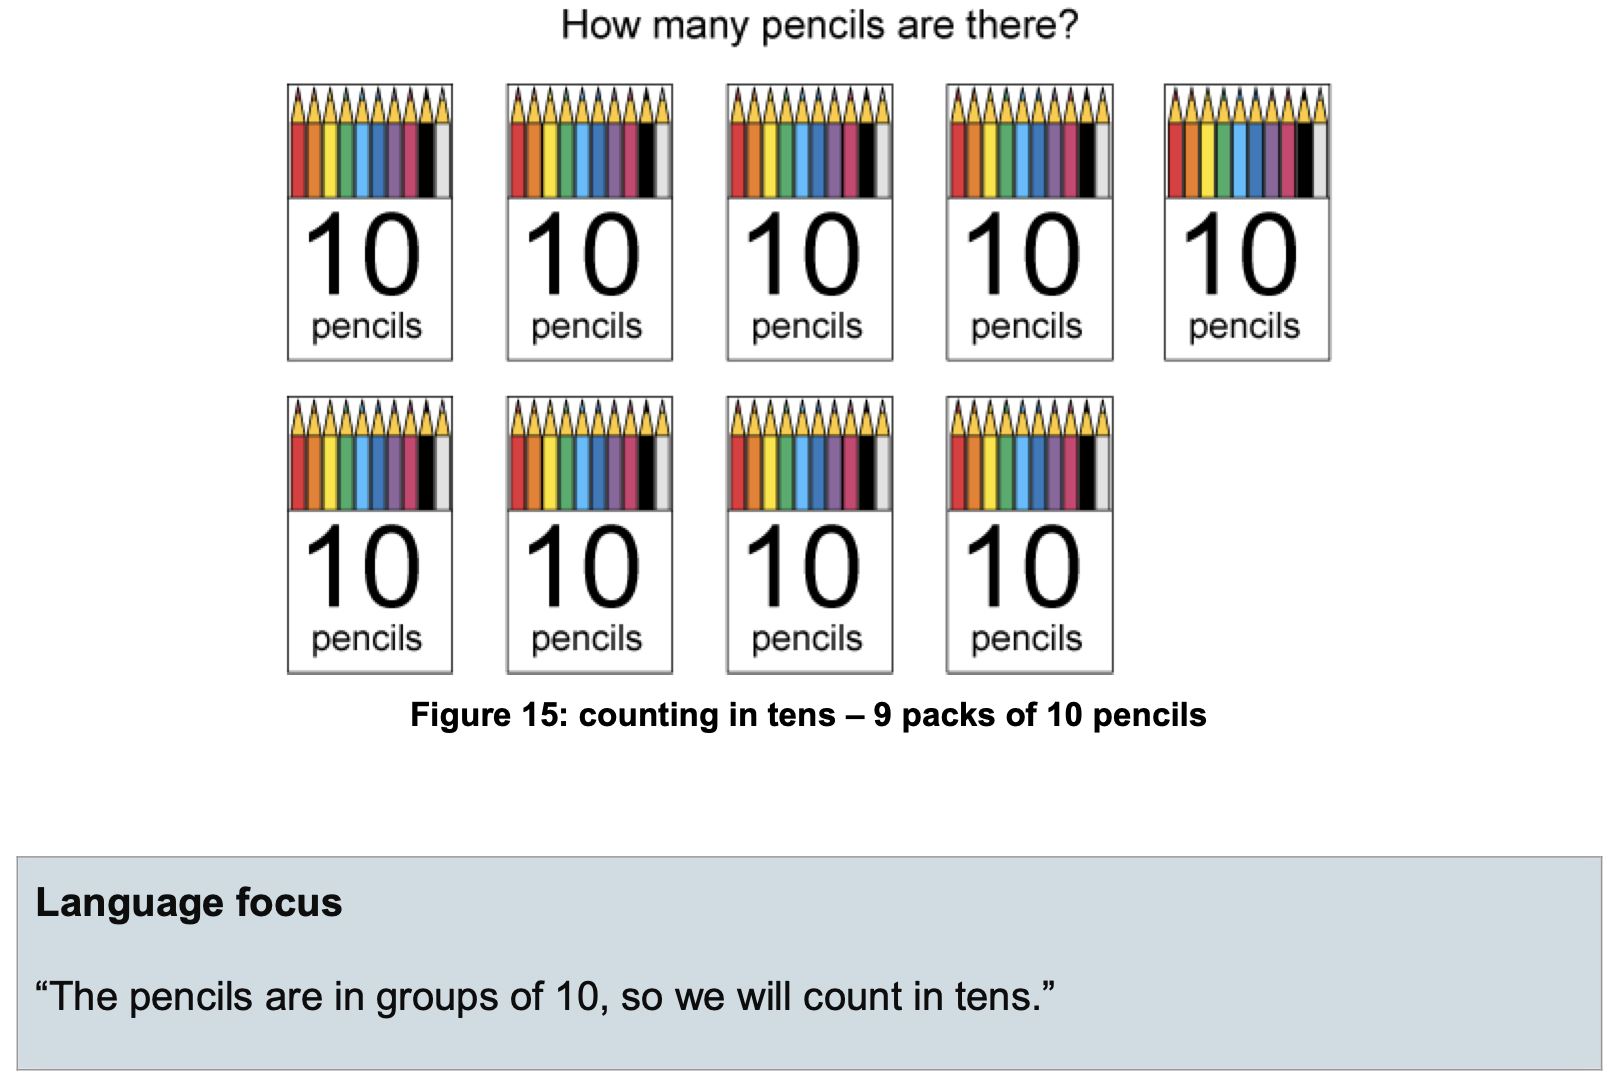 How many pencils are there?
10 10 10 10 10
pencils pencils pencils pencils pencils
10 10 10 10
pencils pencils pencils pencils
Figure 15: counting in tens – 9 packs of 10 pencils
Language focus
“The pencils are in groups of 10, so we will count in tens.”